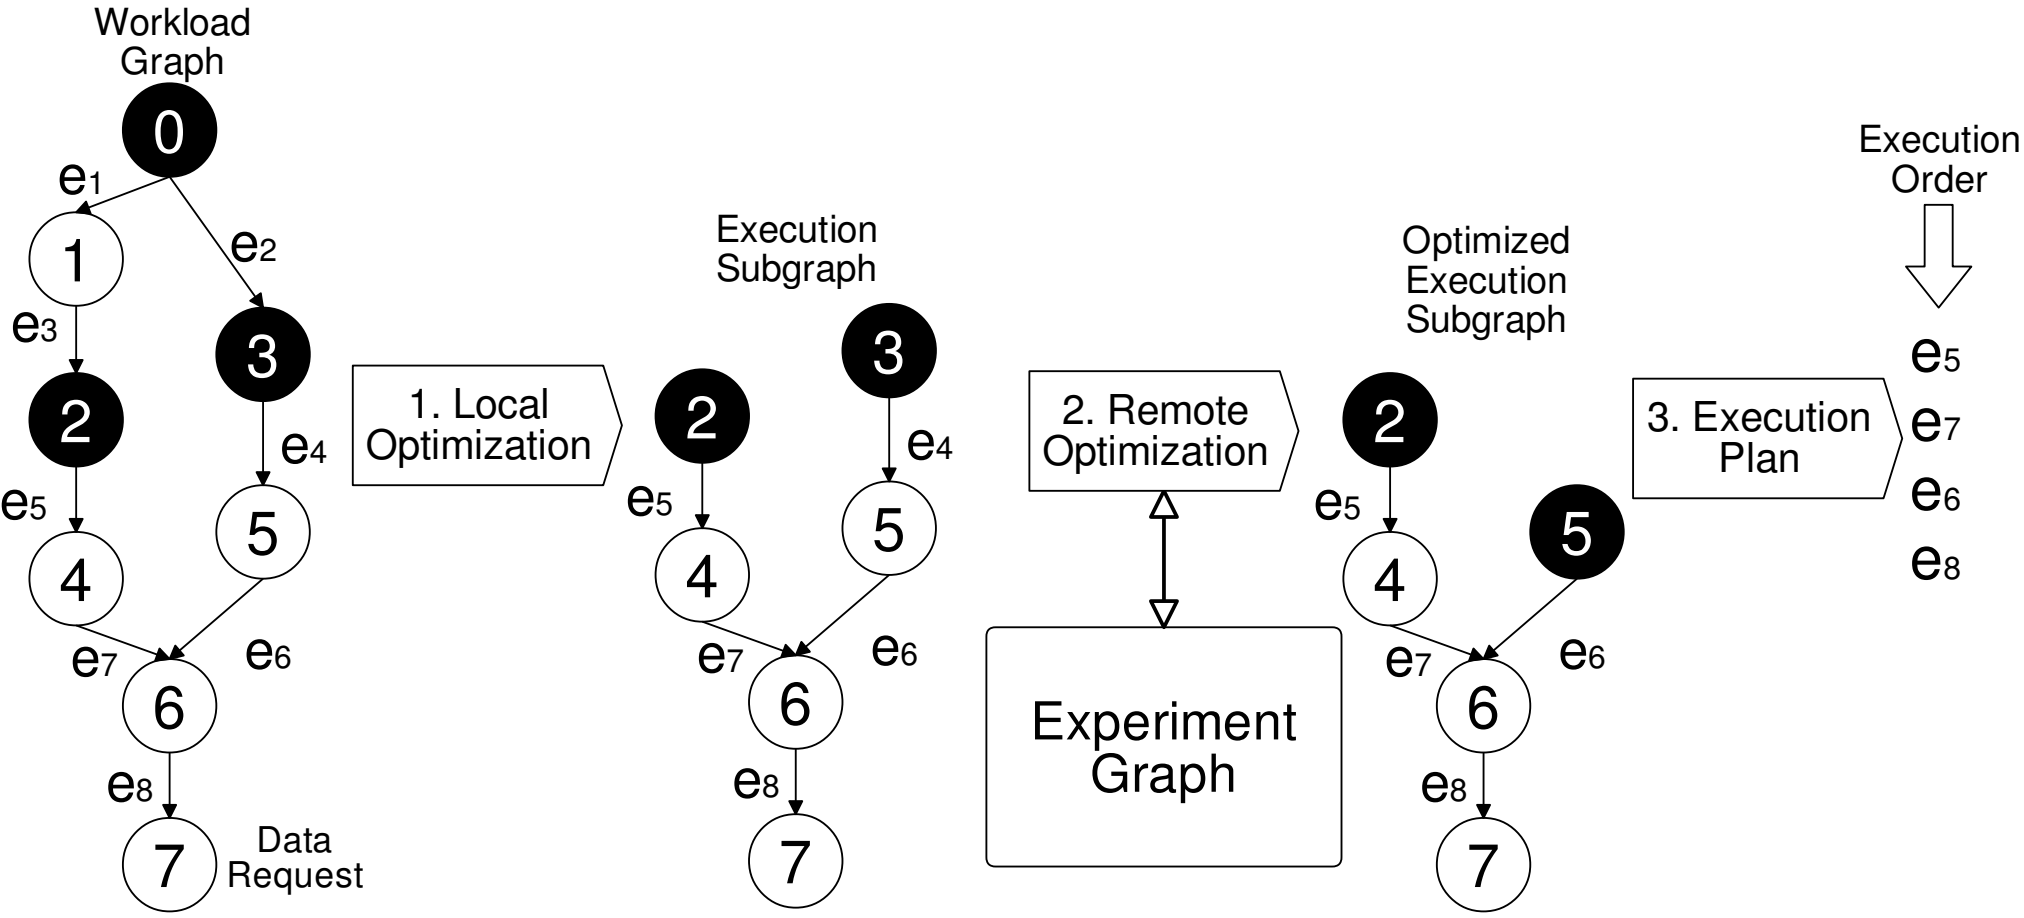 Workload
Graph
0
e1
e2
1
e3
3
2
e4
e5
5
4
e7
e6
6
e8
7
Data
Request
1. Local
Optimization
Execution
Subgraph
3
2
e4
e5
5
4
e7
e6
6
e8
7
2. Remote
Optimization
Experiment
Graph
Optimized
Execution
Subgraph
2
e5
5
4
e7
e6
6
e8
7
3. Execution
Plan
Execution
Order
e5
e7
e6
e8